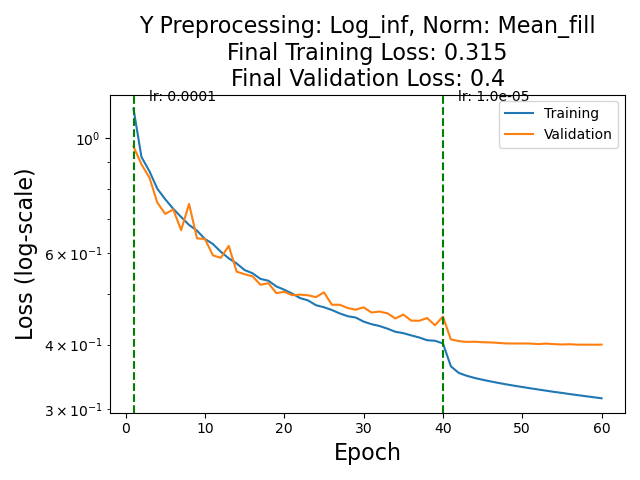 Y Preprocessing: Log_inf, Norm: Mean_fill
Final Training Loss: 0.315
Final Validation Loss: 0.4
lr: 0.0001
lr: 1.0e-05
Training
Validation
10⁰
6 × 10⁻¹
4 × 10⁻¹
3 × 10⁻¹
Loss (log-scale)
0 10 20 30 40 50 60
Epoch